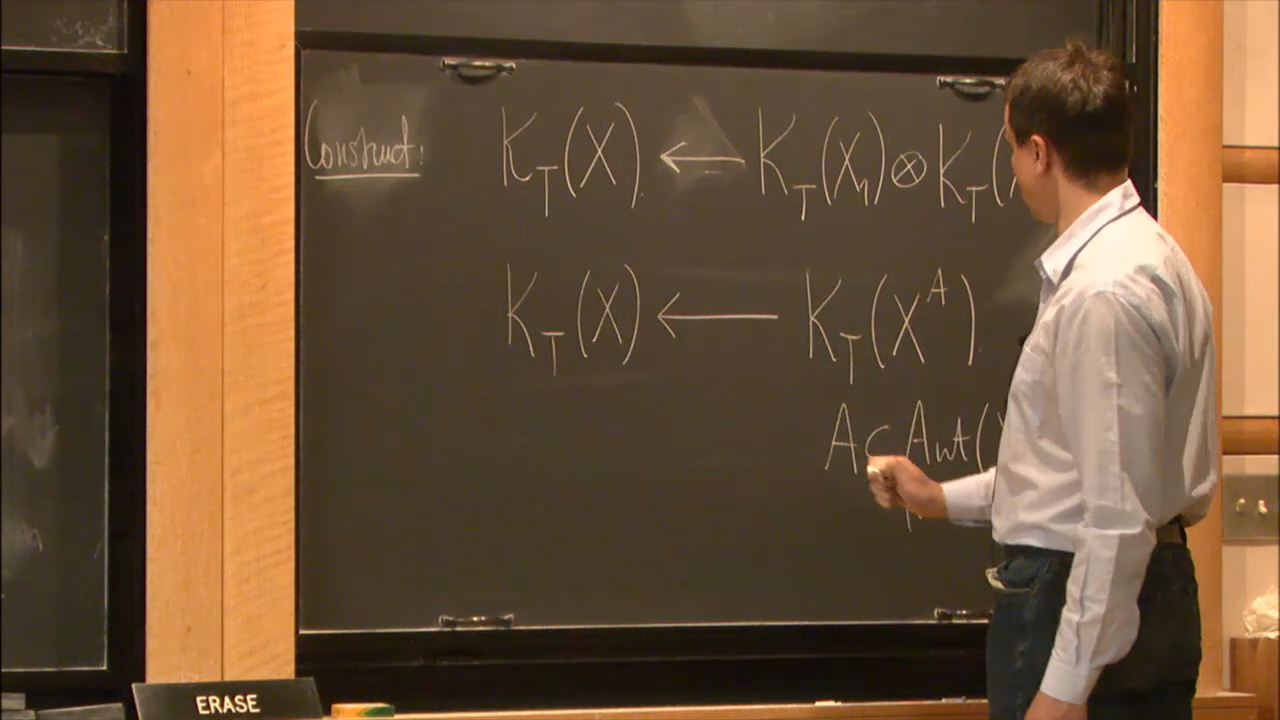 Construct: K_T(X) ← K_T(X_1) ⊗ K_T(
K_T(X) ← K_T(X^A).
A ⊂ Aut(
ERASE